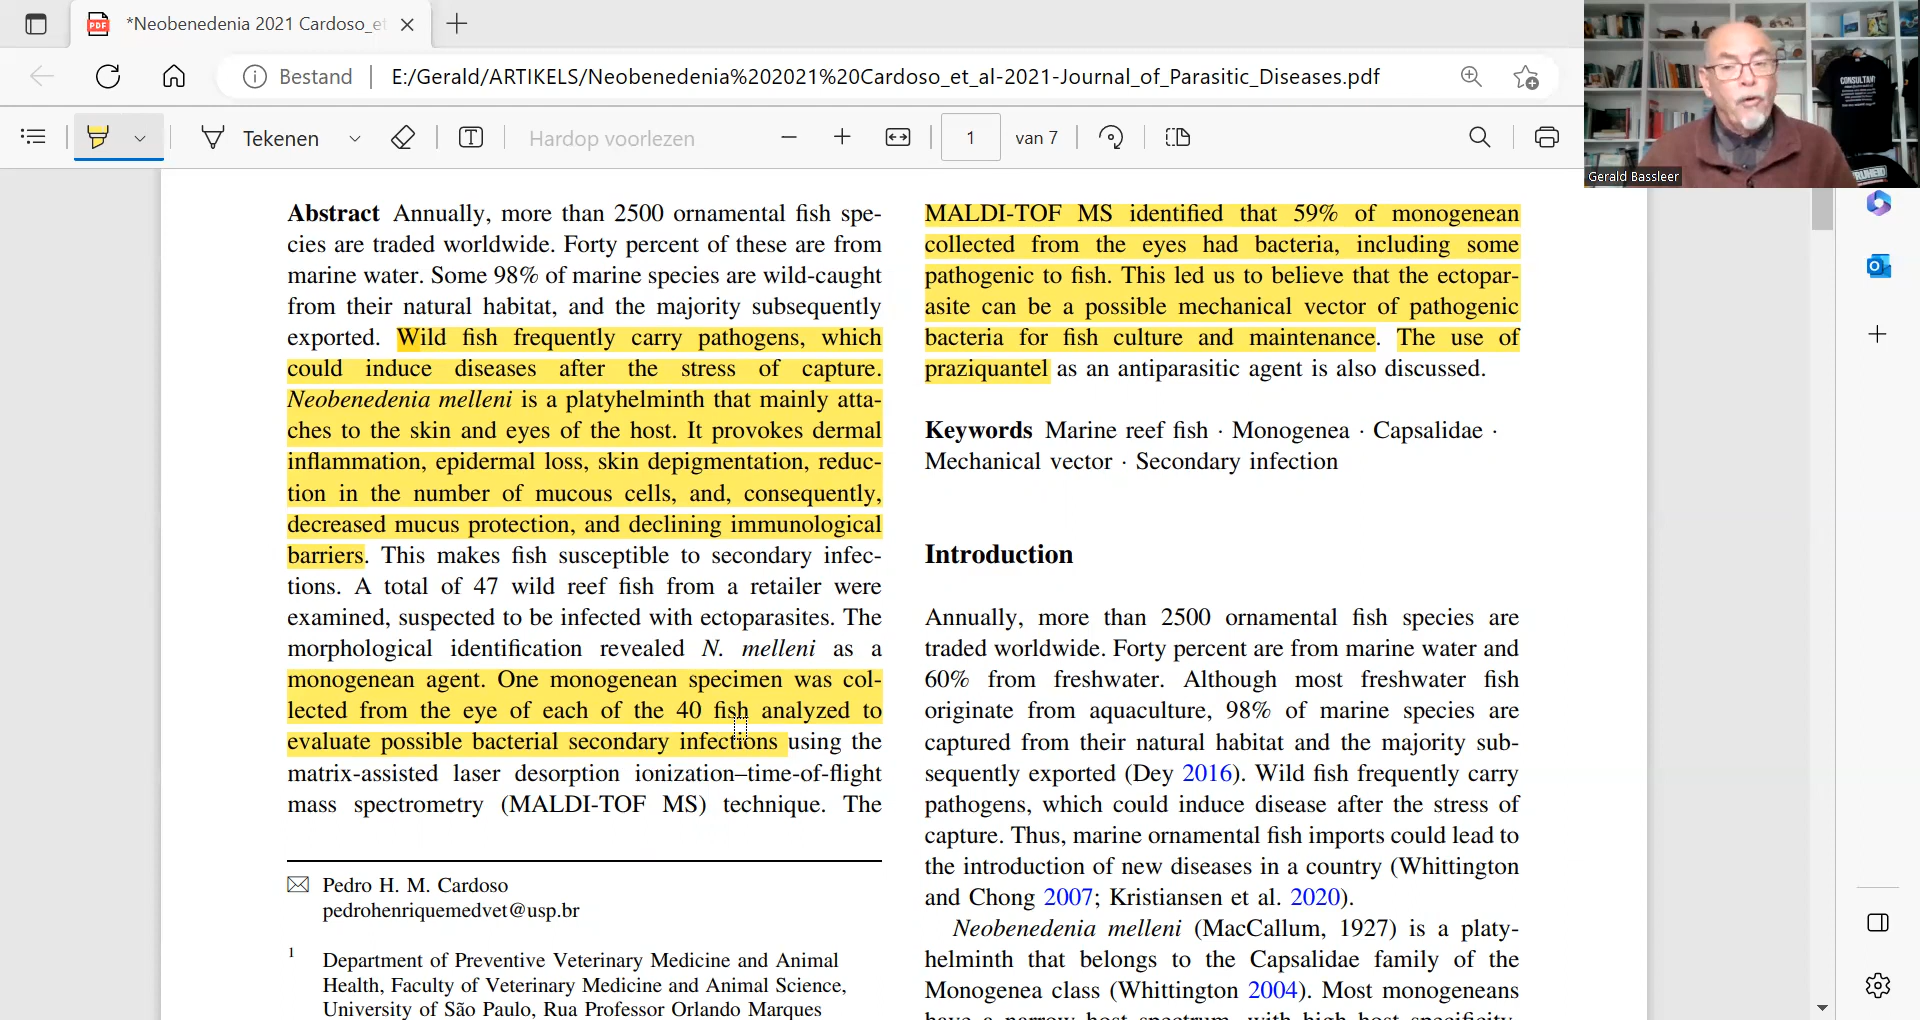 *Neobenedenia 2021 Cardoso_et
Bestand
E:/Gerald/ARTIKELS/Neobenedenia%202021%20Cardoso_et_al-2021-Journal_of_Parasitic_Diseases.pdf
Tekenen
Hardop voorlezen
1
van 7
CONSULTANT
Gerald Bassleer
Abstract Annually, more than 2500 ornamental fish spe-
cies are traded worldwide. Forty percent of these are from
marine water. Some 98% of marine species are wild-caught
from their natural habitat, and the majority subsequently
exported. Wild fish frequently carry pathogens, which
could induce diseases after the stress of capture.
Neobenedenia melleni is a platyhelminth that mainly atta-
ches to the skin and eyes of the host. It provokes dermal
inflammation, epidermal loss, skin depigmentation, reduc-
tion in the number of mucous cells, and, consequently,
decreased mucus protection, and declining immunological
barriers. This makes fish susceptible to secondary infec-
tions. A total of 47 wild reef fish from a retailer were
examined, suspected to be infected with ectoparasites. The
morphological identification revealed N. melleni as a
monogenean agent. One monogenean specimen was col-
lected from the eye of each of the 40 fish analyzed to
evaluate possible bacterial secondary infections using the
matrix-assisted laser desorption ionization–time-of-flight
mass spectrometry (MALDI-TOF MS) technique. The
Pedro H. M. Cardoso
pedrohenriquemedvet@usp.br
1 Department of Preventive Veterinary Medicine and Animal
Health, Faculty of Veterinary Medicine and Animal Science,
University of São Paulo, Rua Professor Orlando Marques
MALDI-TOF MS identified that 59% of monogenean
collected from the eyes had bacteria, including some
pathogenic to fish. This led us to believe that the ectopar-
asite can be a possible mechanical vector of pathogenic
bacteria for fish culture and maintenance. The use of
praziquantel as an antiparasitic agent is also discussed.
Keywords Marine reef fish · Monogenea · Capsalidae ·
Mechanical vector · Secondary infection
Introduction
Annually, more than 2500 ornamental fish species are
traded worldwide. Forty percent are from marine water and
60% from freshwater. Although most freshwater fish
originate from aquaculture, 98% of marine species are
captured from their natural habitat and the majority sub-
sequently exported (Dey 2016). Wild fish frequently carry
pathogens, which could induce disease after the stress of
capture. Thus, marine ornamental fish imports could lead to
the introduction of new diseases in a country (Whittington
and Chong 2007; Kristiansen et al. 2020).
Neobenedenia melleni (MacCallum, 1927) is a platy-
helminth that belongs to the Capsalidae family of the
Monogenea class (Whittington 2004). Most monogeneans
have a narrow host spectrum, with high host specificity,